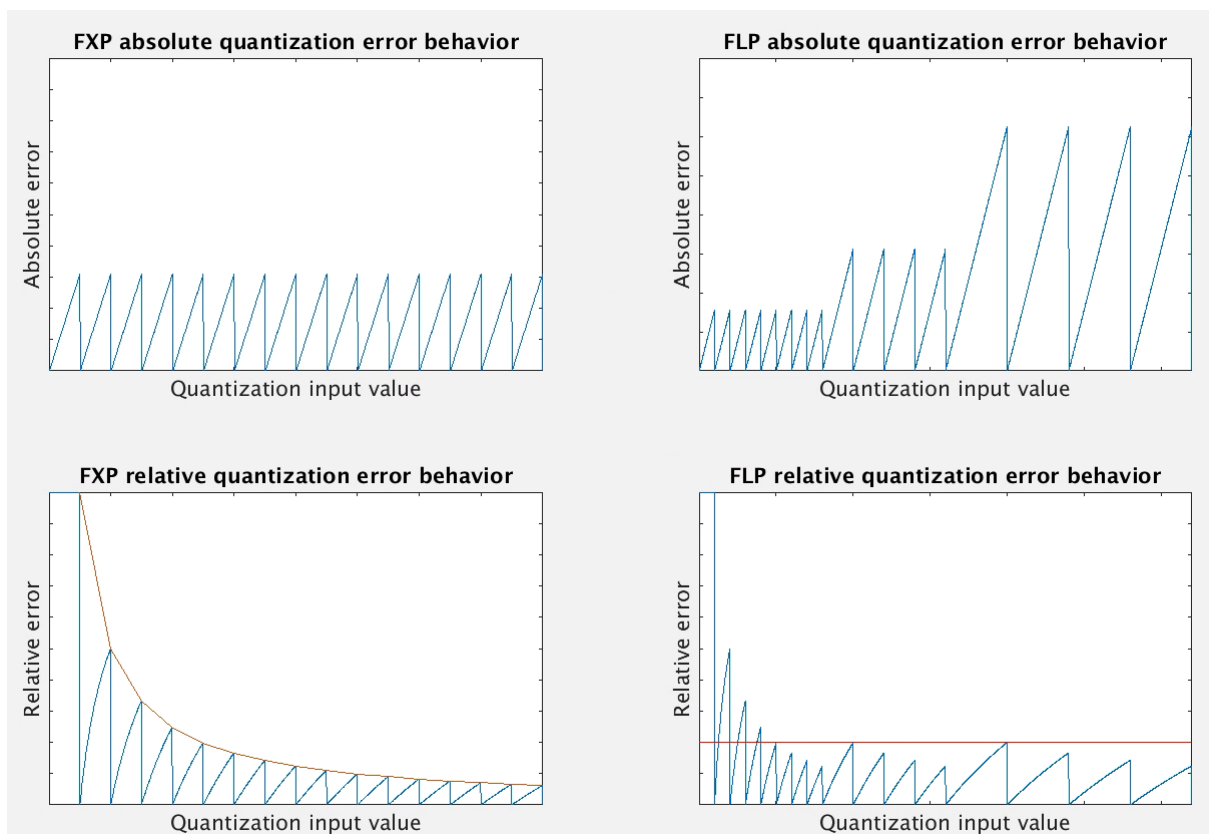 FXP absolute quantization error behavior
Absolute error
Quantization input value
FLP absolute quantization error behavior
Absolute error
Quantization input value
FXP relative quantization error behavior
Relative error
Quantization input value
FLP relative quantization error behavior
Relative error
Quantization input value